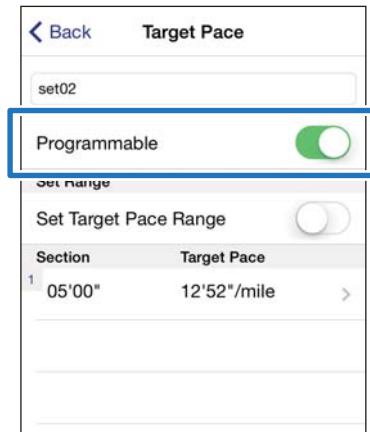 Back Target Pace
set02
Programmable
Set Range
Set Target Pace Range
Section Target Pace
1 05'00" 12'52"/mile